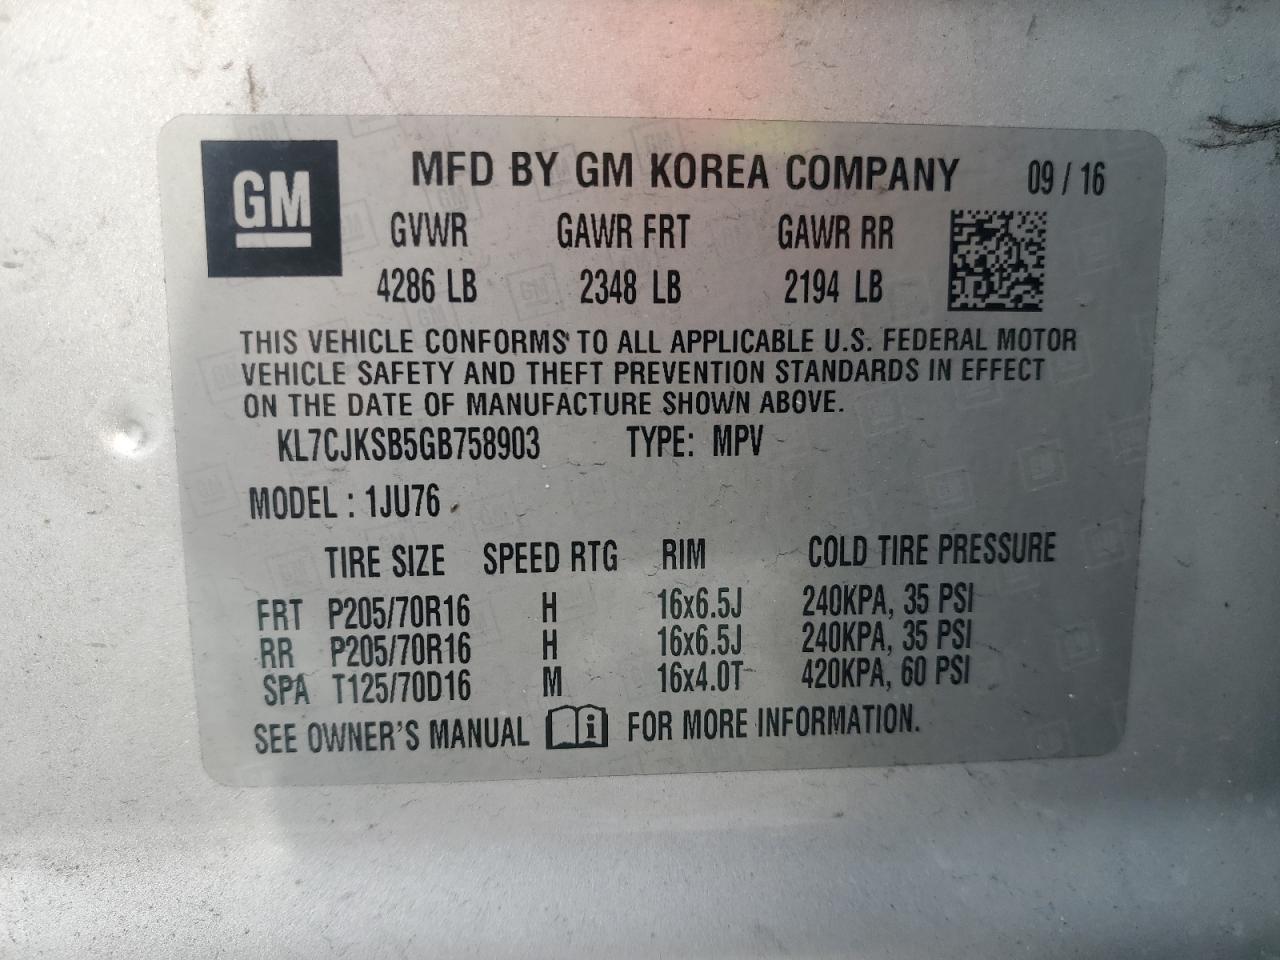 GM
MFD BY GM KOREA COMPANY 09 / 16
GVWR GAWR FRT GAWR RR
4286 LB 2348 LB 2194 LB
THIS VEHICLE CONFORMS TO ALL APPLICABLE U.S. FEDERAL MOTOR
VEHICLE SAFETY AND THEFT PREVENTION STANDARDS IN EFFECT
ON THE DATE OF MANUFACTURE SHOWN ABOVE.
KL7CJKSB5GB758903 TYPE: MPV
MODEL : 1JU76
TIRE SIZE SPEED RTG RIM COLD TIRE PRESSURE
FRT P205/70R16 H 16x6.5J 240KPA, 35 PSI
RR P205/70R16 H 16x6.5J 240KPA, 35 PSI
SPA T125/70D16 M 16x4.0T 420KPA, 60 PSI
SEE OWNER'S MANUAL i FOR MORE INFORMATION.